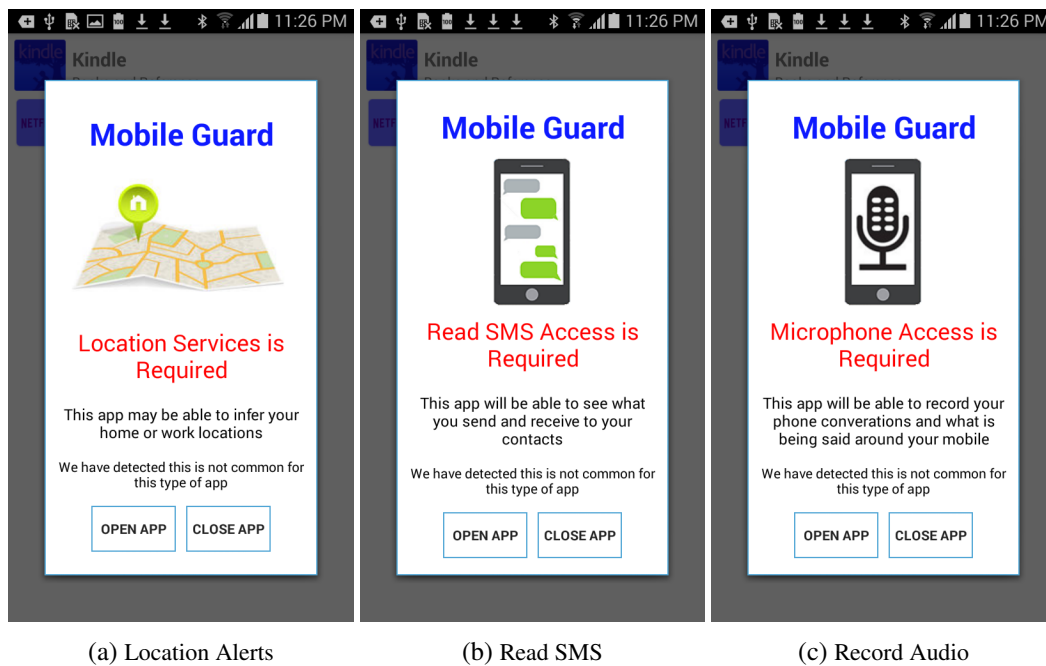 11:26 PM
kindle
Kindle
NETF
Mobile Guard
Location Services is
Required
This app may be able to infer your
home or work locations
We have detected this is not common for
this type of app
OPEN APP CLOSE APP
(a) Location Alerts
11:26 PM
kindle
Kindle
NETF
Mobile Guard
Read SMS Access is
Required
This app will be able to see what
you send and receive to your
contacts
We have detected this is not common for
this type of app
OPEN APP CLOSE APP
(b) Read SMS
11:26 PM
kindle
Kindle
NETF
Mobile Guard
Microphone Access is
Required
This app will be able to record your
phone converations and what is
being said around your mobile
We have detected this is not common for
this type of app
OPEN APP CLOSE APP
(c) Record Audio